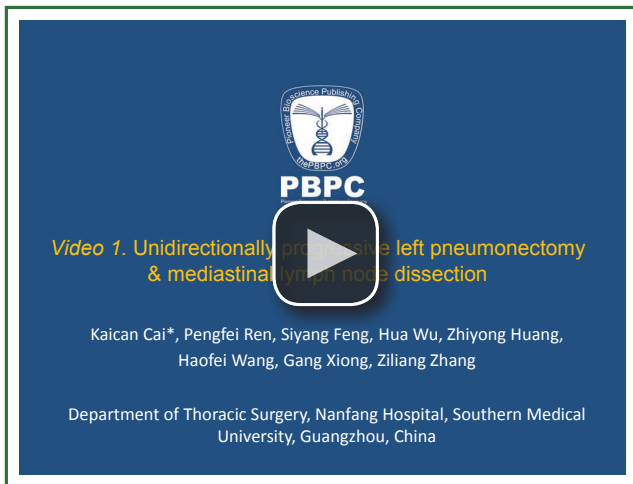 Pioneer Bioscience Publishing Company
thePBPC.org
PBPC
Video 1. Unidirectionally progressive left pneumonectomy
& mediastinal lymph node dissection
Kaican Cai*, Pengfei Ren, Siyang Feng, Hua Wu, Zhiyong Huang,
Haofei Wang, Gang Xiong, Ziliang Zhang
Department of Thoracic Surgery, Nanfang Hospital, Southern Medical
University, Guangzhou, China